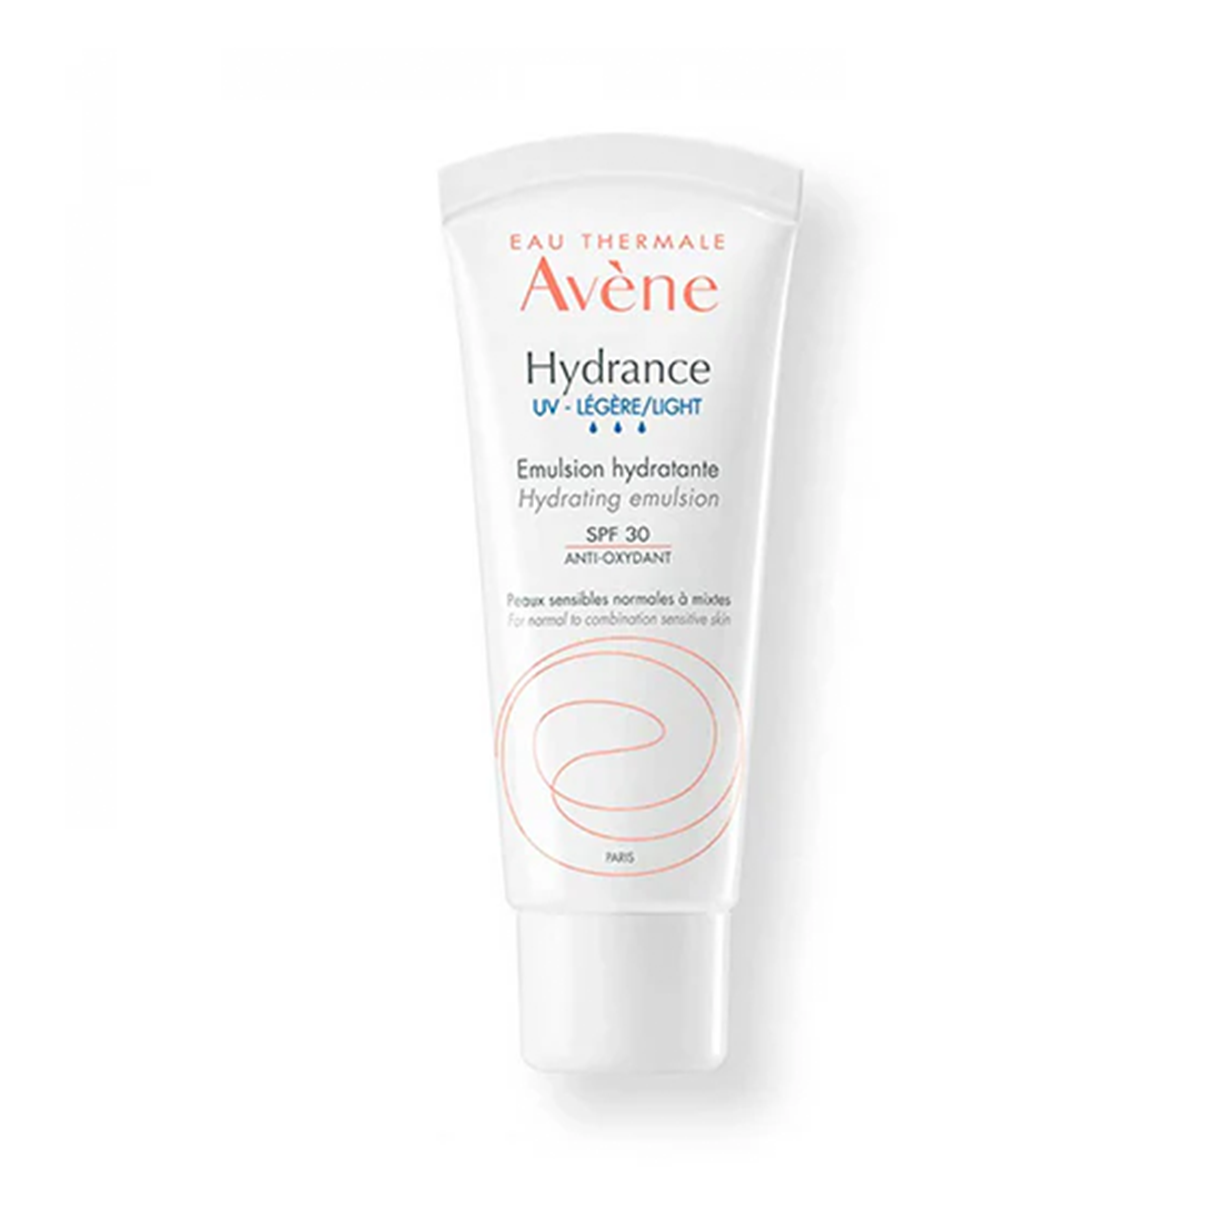 EAU THERMALE
Avène
Hydrance
UV - LÉGÈRE/LIGHT
Emulsion hydratante
Hydrating emulsion
SPF 30
ANTI-OXYDANT
Peaux sensibles normales à mixtes
For normal to combination sensitive skin
PARIS